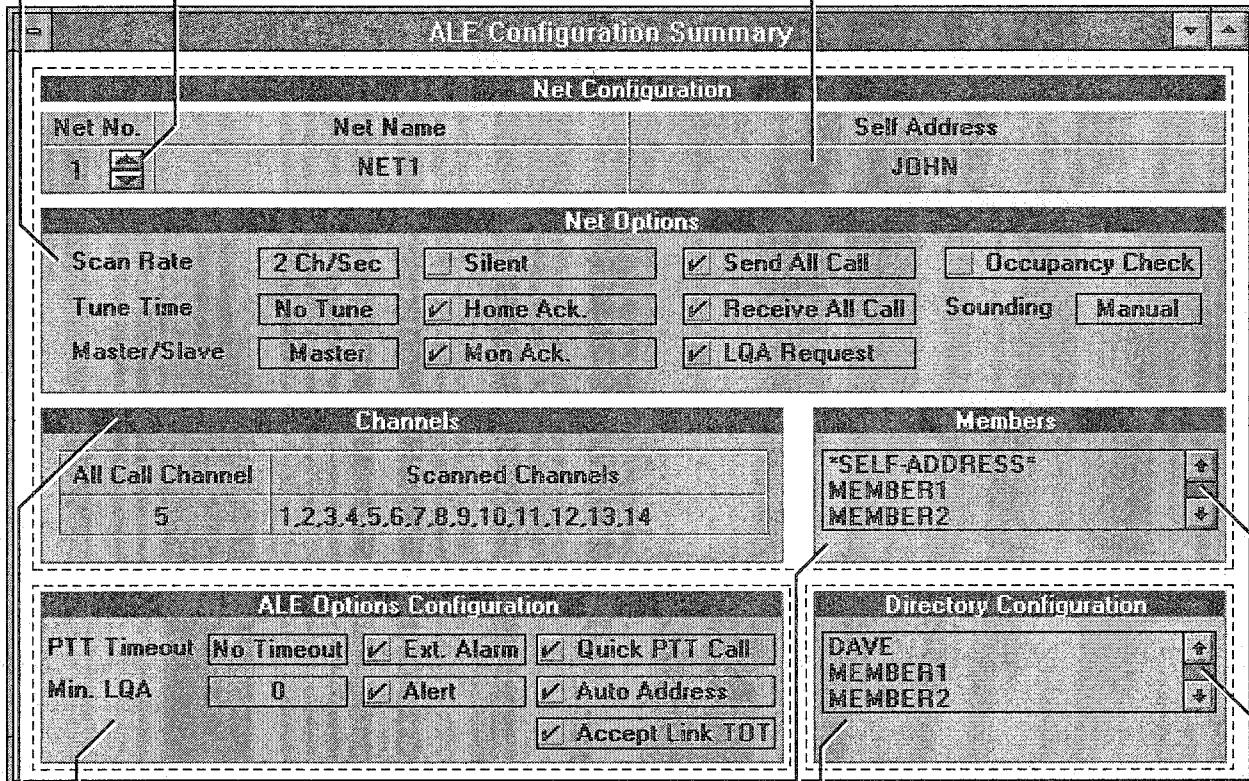 ALE Configuration Summary
Net Configuration
Net No. Net Name Self Address
1 NET1 JOHN
Net Options
Scan Rate 2 Ch/Sec Silent Send All Call Occupancy Check
Tune Time No Tune Home Ack. Receive All Call Sounding Manual
Master/Slave Master Mon Ack. LQA Request
Channels
All Call Channel Scanned Channels
5 1,2,3,4,5,6,7,8,9,10,11,12,13,14
Members
*SELF-ADDRESS*
MEMBER1
MEMBER2
ALE Options Configuration
PTT Timeout No Timeout Ext. Alarm Quick PTT Call
Min. LQA 0 Alert Auto Address
Accept Link TOT
Directory Configuration
DAVE
MEMBER1
MEMBER2